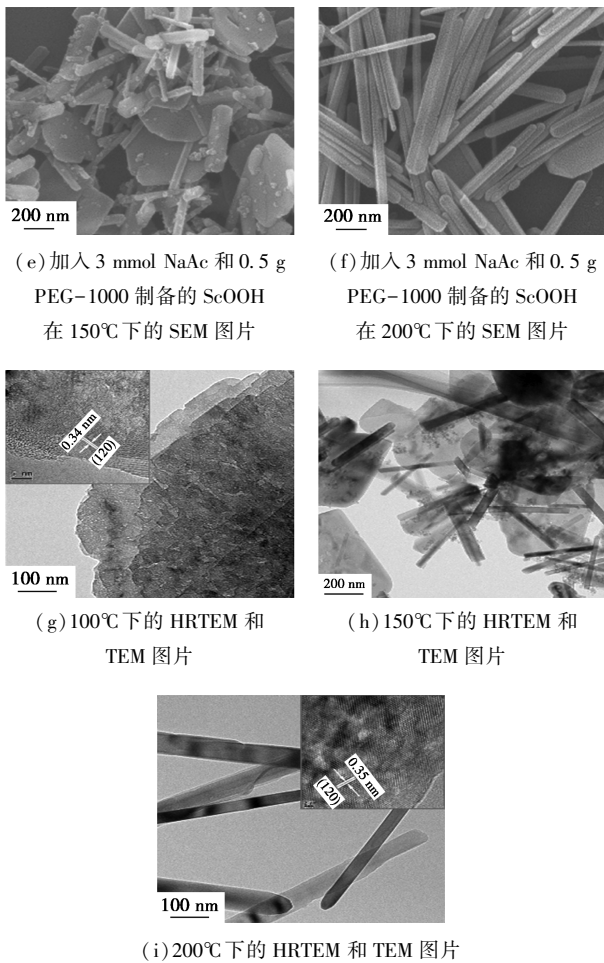 200 nm
200 nm
(e)加入 3 mmol NaAc 和 0.5 g
PEG-1000 制备的 ScOOH
在 150℃下的 SEM 图片
(f)加入 3 mmol NaAc 和 0.5 g
PEG-1000 制备的 ScOOH
在 200℃下的 SEM 图片
0.34 nm
(120)
100 nm
200 nm
(g)100℃下的 HRTEM 和
TEM 图片
(h)150℃下的 HRTEM 和
TEM 图片
0.35 nm
(120)
100 nm
(i)200℃下的 HRTEM 和 TEM 图片